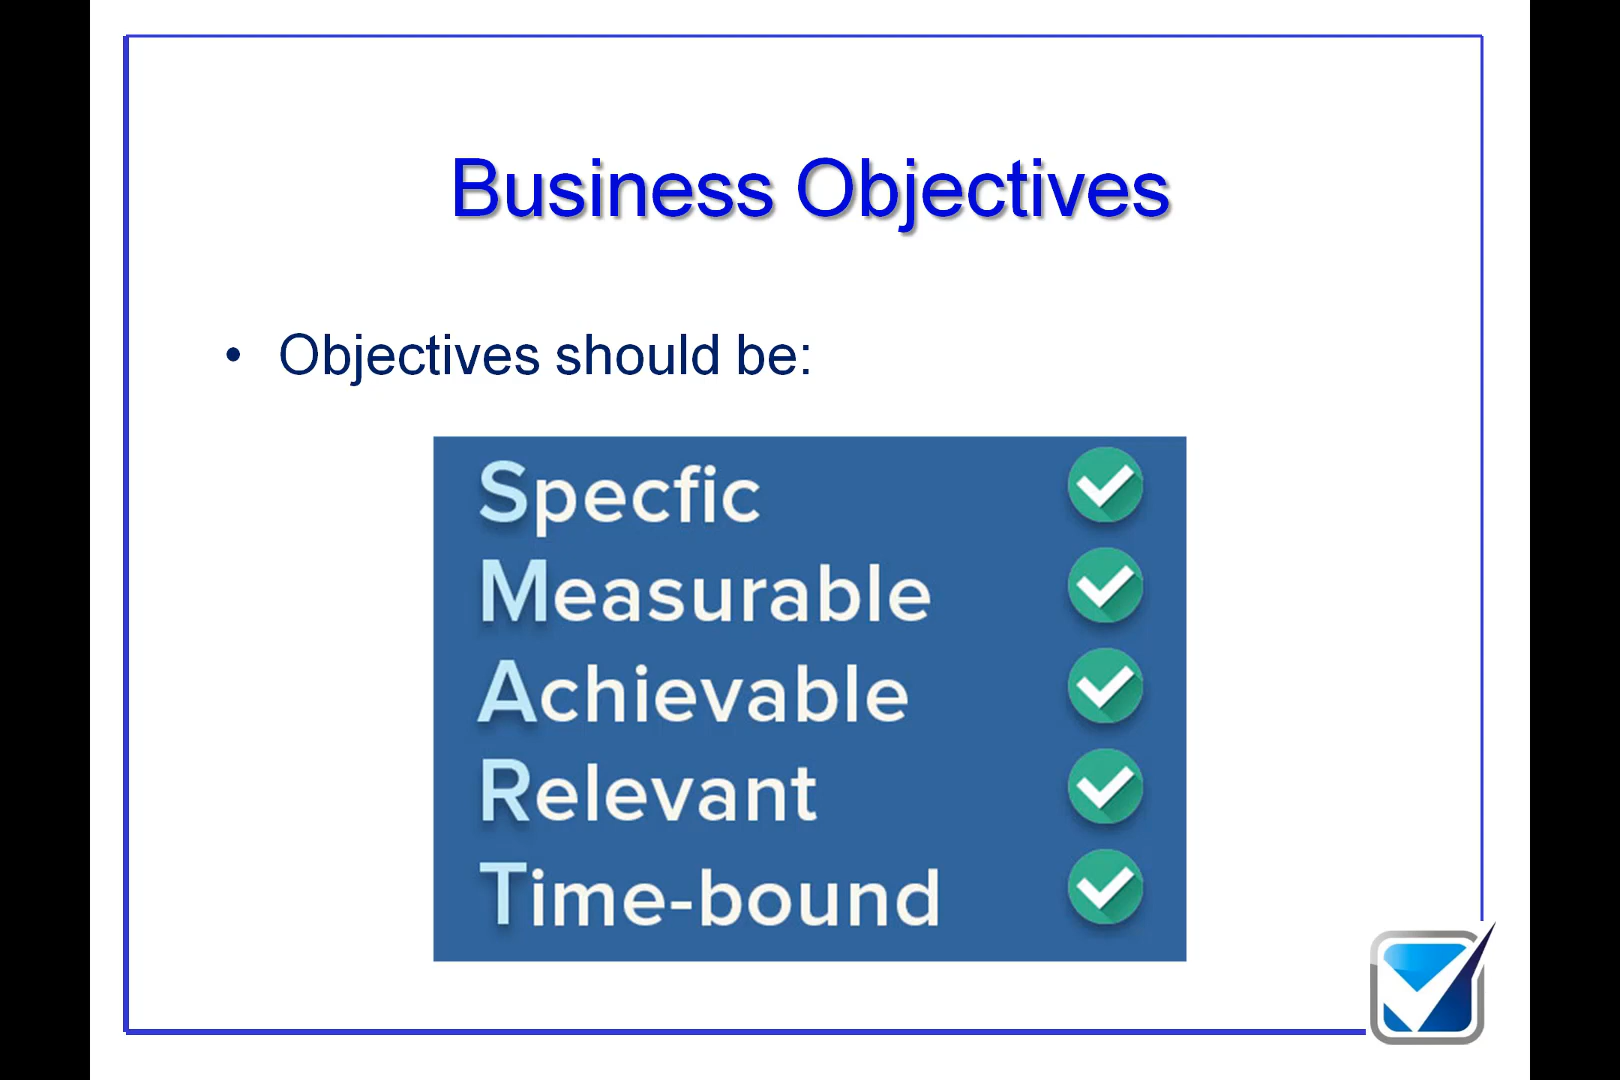 Business Objectives
• Objectives should be:
Specfic
Measurable
Achievable
Relevant
Time-bound